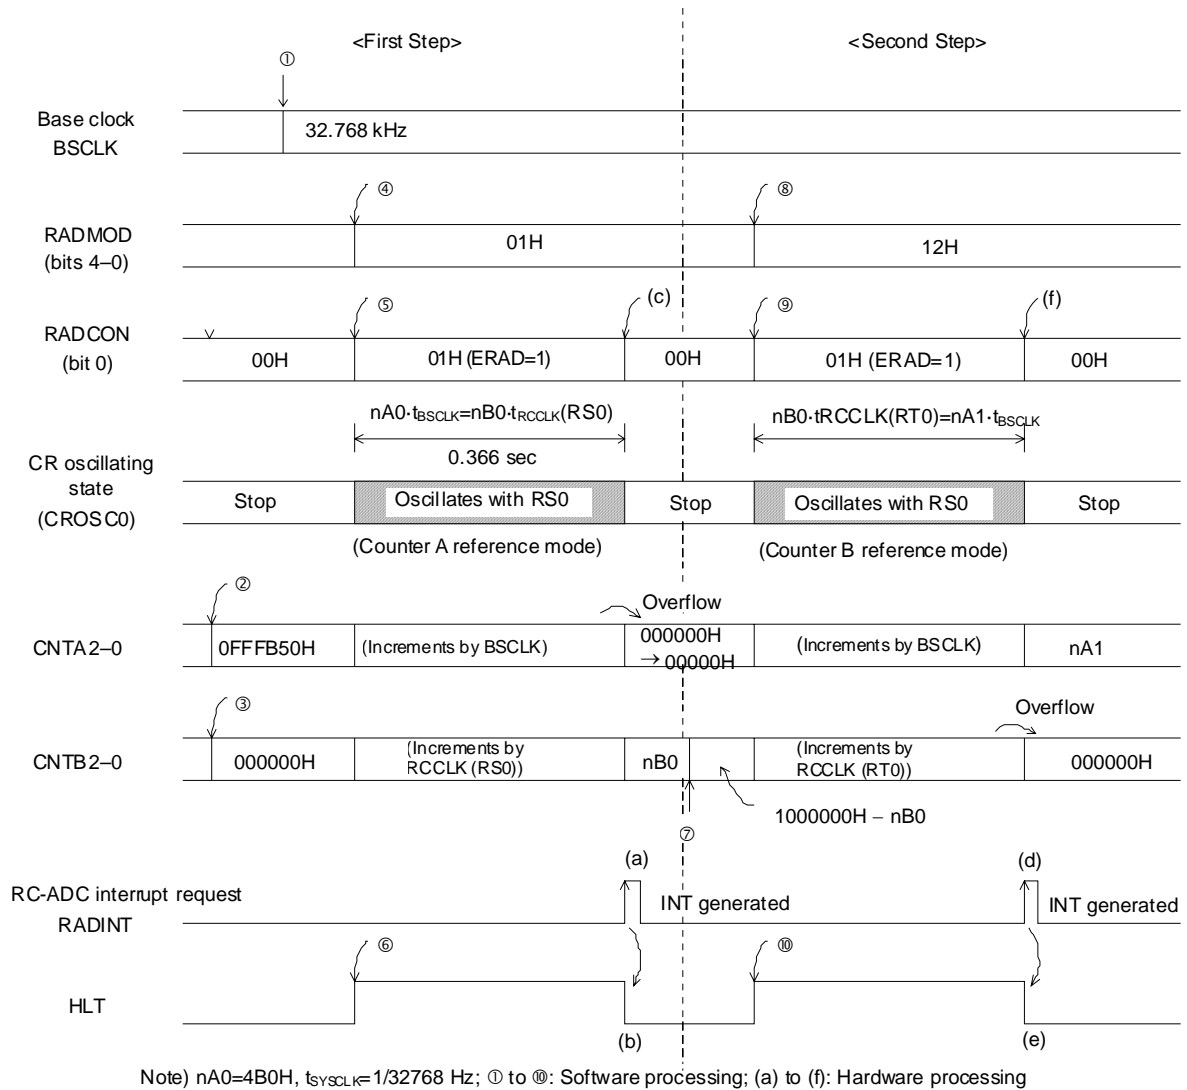 <First Step> <Second Step>
①
Base clock
BSCLK
32.768 kHz
④ ⑧
RADMOD
(bits 4–0)
01H 12H
⑤ (c) ⑨ (f)
RADCON
(bit 0)
00H 01H (ERAD=1) 00H 01H (ERAD=1) 00H
nA0·tBSCLK=nB0·tRCCLK(RS0) nB0·tRCCLK(RT0)=nA1·tBSCLK
0.366 sec
CR oscillating
state
(CROSC0)
Stop Oscillates with RS0 Stop Oscillates with RS0 Stop
(Counter A reference mode) (Counter B reference mode)
②
Overflow
CNTA2–0
0FFFB50H (Increments by BSCLK) 000000H (Increments by BSCLK) nA1
→ 00000H
③
Overflow
CNTB2–0
000000H (Increments by nB0 (Increments by 000000H
RCCLK (RS0)) RCCLK (RT0))
1000000H – nB0
⑦
(a) (d)
RC-ADC interrupt request
RADINT
INT generated INT generated
⑥ ⑩
HLT
(b) (e)
Note) nA0=4B0H, tSYSCLK=1/32768 Hz; ① to ⑩: Software processing; (a) to (f): Hardware processing